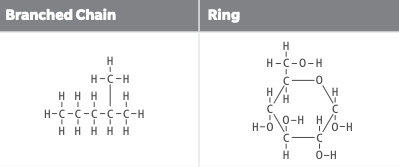 Branched Chain
Ring
H
H-C-H
H H H H
H-C-C-C-C-C-H
H H H H H
H
H-C-O-H
C O
H H H
C C
H-O O-H H O-H
C C
H O-H